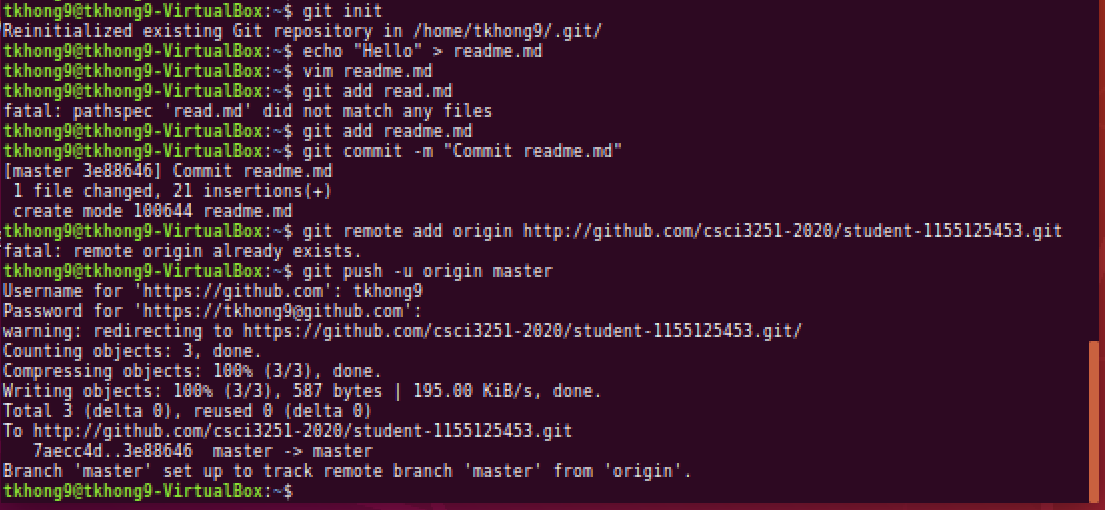 tkhong9@tkhong9-VirtualBox:~$ git init
Reinitialized existing Git repository in /home/tkhong9/.git/
tkhong9@tkhong9-VirtualBox:~$ echo "Hello" > readme.md
tkhong9@tkhong9-VirtualBox:~$ vim readme.md
tkhong9@tkhong9-VirtualBox:~$ git add read.md
fatal: pathspec 'read.md' did not match any files
tkhong9@tkhong9-VirtualBox:~$ git add readme.md
tkhong9@tkhong9-VirtualBox:~$ git commit -m "Commit readme.md"
[master 3e88646] Commit readme.md
 1 file changed, 21 insertions(+)
 create mode 100644 readme.md
tkhong9@tkhong9-VirtualBox:~$ git remote add origin http://github.com/csci3251-2020/student-1155125453.git
fatal: remote origin already exists.
tkhong9@tkhong9-VirtualBox:~$ git push -u origin master
Username for 'https://github.com': tkhong9
Password for 'https://tkhong9@github.com':
warning: redirecting to https://github.com/csci3251-2020/student-1155125453.git/
Counting objects: 3, done.
Compressing objects: 100% (3/3), done.
Writing objects: 100% (3/3), 587 bytes | 195.00 KiB/s, done.
Total 3 (delta 0), reused 0 (delta 0)
To http://github.com/csci3251-2020/student-1155125453.git
   7aecc4d..3e88646  master -> master
Branch 'master' set up to track remote branch 'master' from 'origin'.
tkhong9@tkhong9-VirtualBox:~$